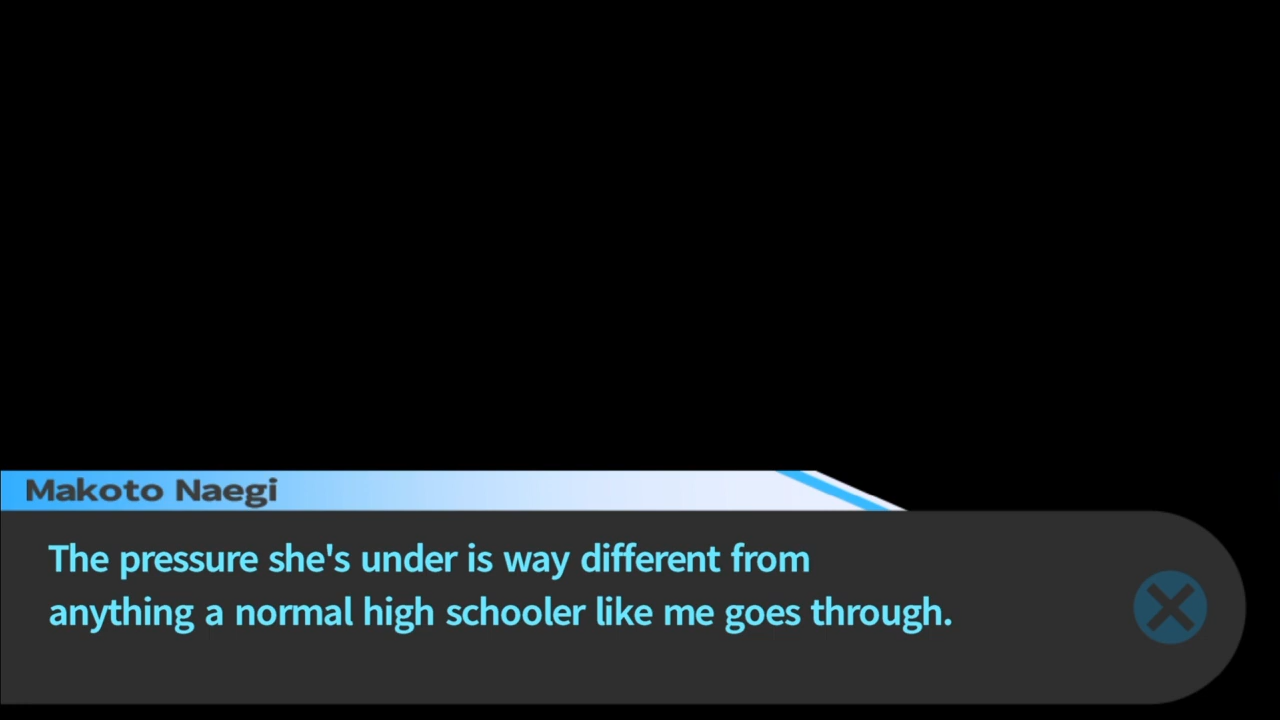 Makoto Naegi
The pressure she's under is way different from
anything a normal high schooler like me goes through.